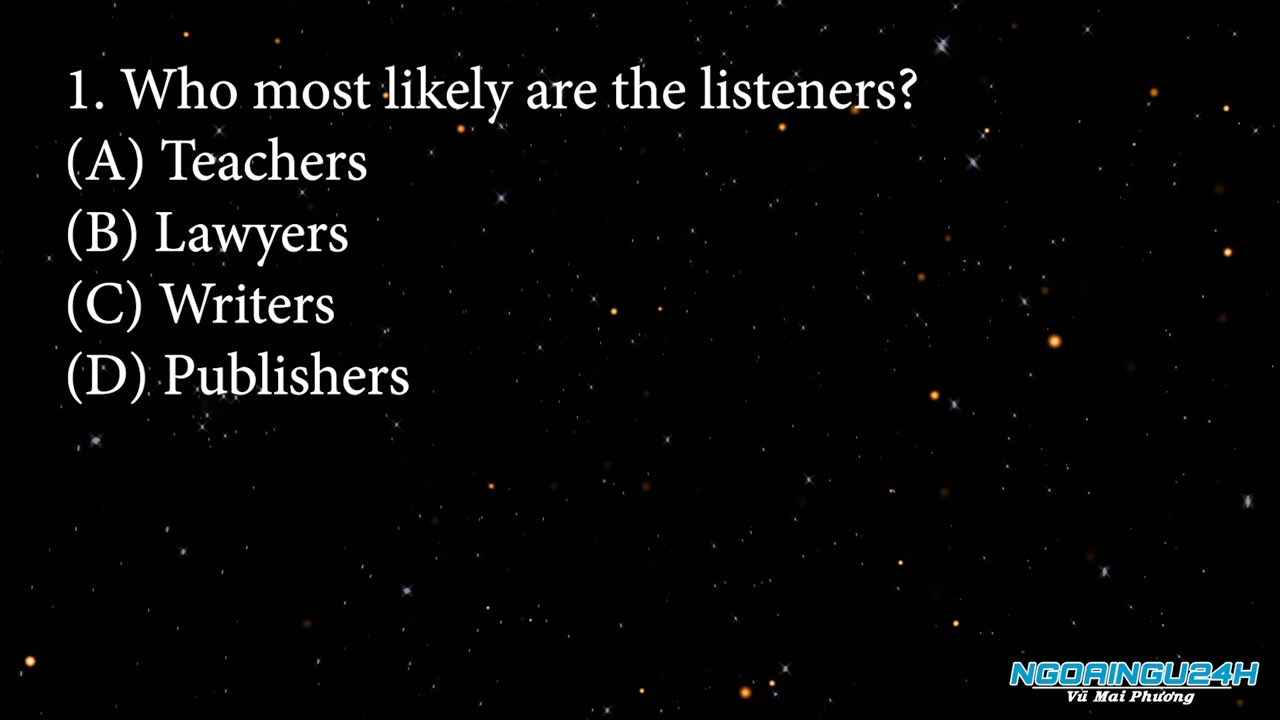 1. Who most likely are the listeners?
(A) Teachers
(B) Lawyers
(C) Writers
(D) Publishers
NGOAINGU24H
Vũ Mai Phương